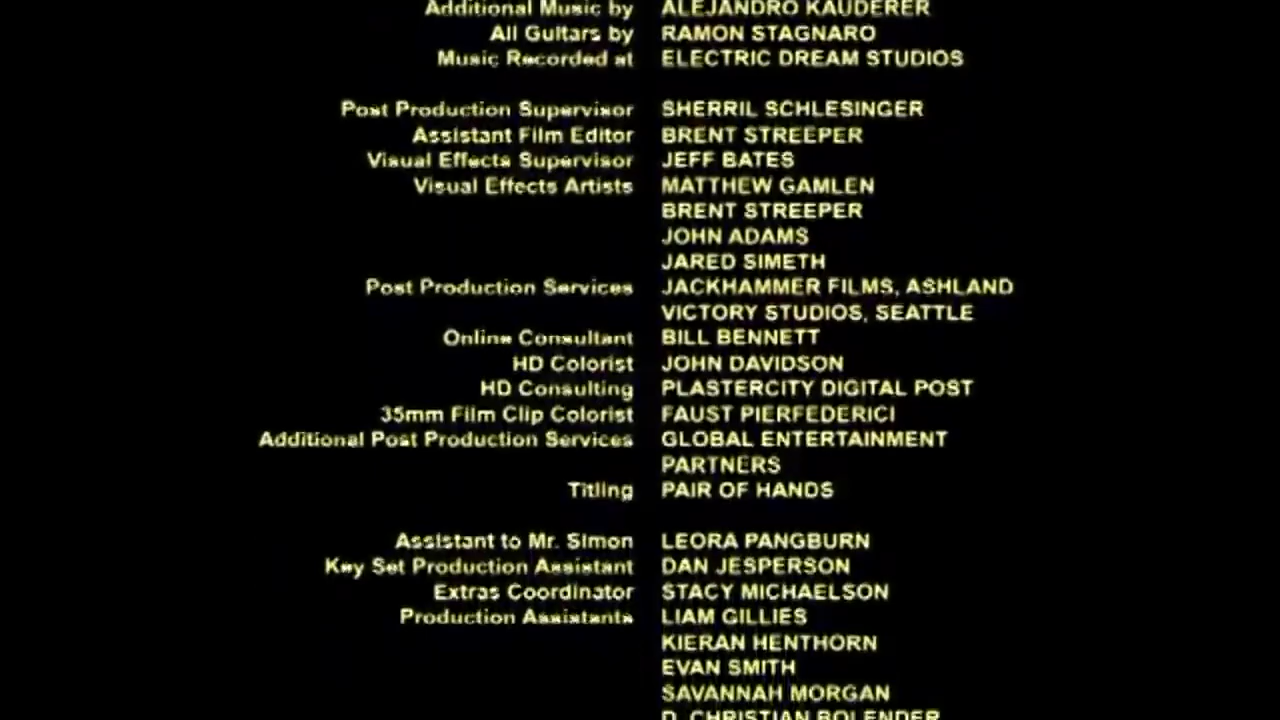 Additional Music by ALEJANDRO KAUDERER
All Guitars by RAMON STAGNARO
Music Recorded at ELECTRIC DREAM STUDIOS
Post Production Supervisor SHERRIL SCHLESINGER
Assistant Film Editor BRENT STREEPER
Visual Effects Supervisor JEFF BATES
Visual Effects Artists MATTHEW GAMLEN
BRENT STREEPER
JOHN ADAMS
JARED SIMETH
Post Production Services JACKHAMMER FILMS, ASHLAND
VICTORY STUDIOS, SEATTLE
Online Consultant BILL BENNETT
HD Colorist JOHN DAVIDSON
HD Consulting PLASTERCITY DIGITAL POST
35mm Film Clip Colorist FAUST PIERFEDERICI
Additional Post Production Services GLOBAL ENTERTAINMENT
PARTNERS
Titling PAIR OF HANDS
Assistant to Mr. Simon LEORA PANGBURN
Key Set Production Assistant DAN JESPERSON
Extras Coordinator STACY MICHAELSON
Production Assistants LIAM GILLIES
KIERAN HENTHORN
EVAN SMITH
SAVANNAH MORGAN
D. CHRISTIAN BOLENDER